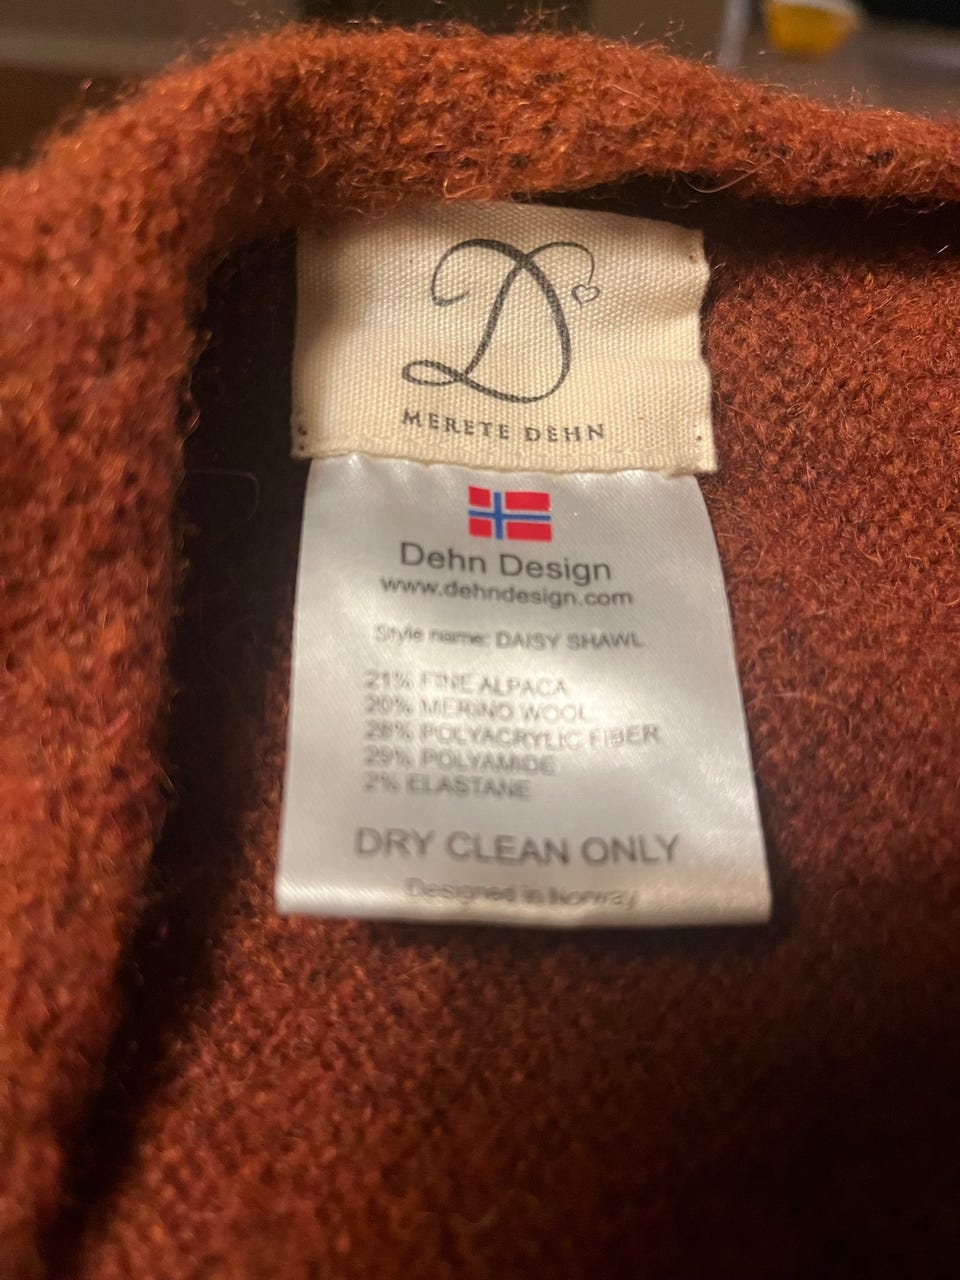 D
MERETE DEHN
Dehn Design
www.dehndesign.com
Style name: DAISY SHAWL
21% FINE ALPACA
20% MERINO WOOL
28% POLYACRYLIC FIBER
29% POLYAMIDE
2% ELASTANE
DRY CLEAN ONLY
Designed in Norway